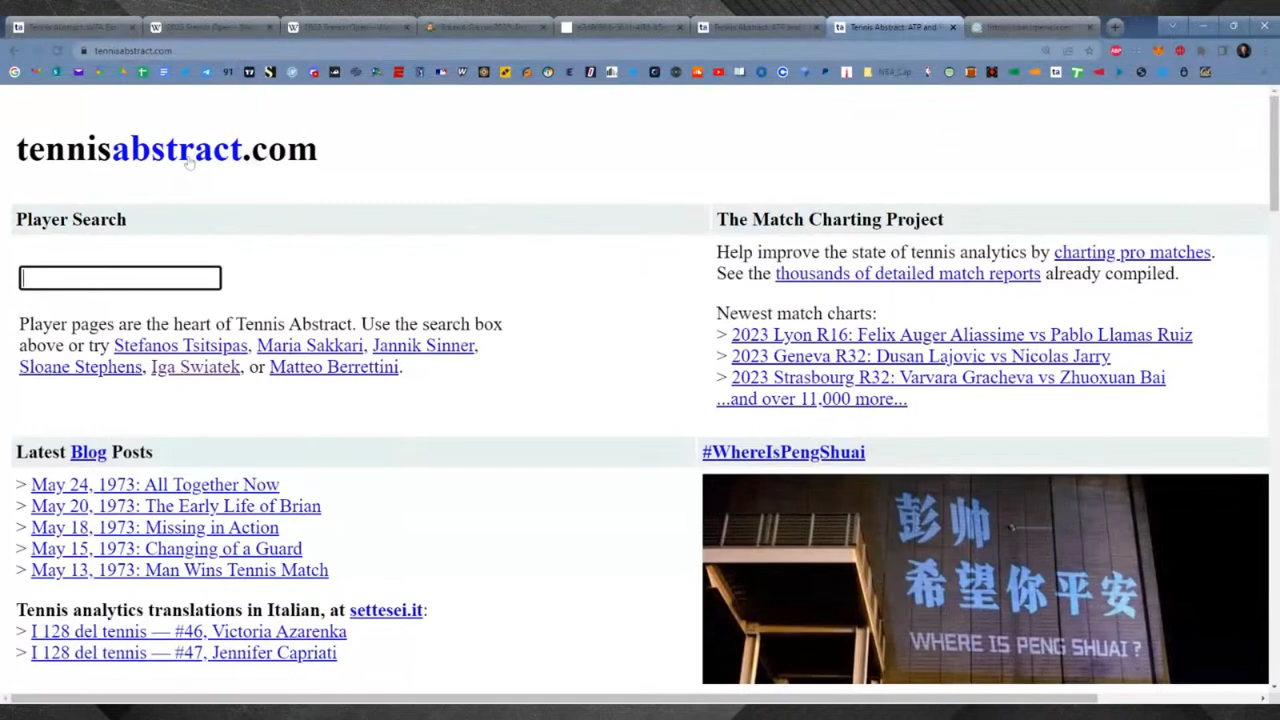 Tennis Abstract: ATP and
tennisabstract.com
91
17
NBA_Cap
ta
tennisabstract.com
Player Search
Player pages are the heart of Tennis Abstract. Use the search box
above or try Stefanos Tsitsipas, Maria Sakkari, Jannik Sinner,
Sloane Stephens, Iga Swiatek, or Matteo Berrettini.
The Match Charting Project
Help improve the state of tennis analytics by charting pro matches.
See the thousands of detailed match reports already compiled.
Newest match charts:
> 2023 Lyon R16: Felix Auger Aliassime vs Pablo Llamas Ruiz
> 2023 Geneva R32: Dusan Lajovic vs Nicolas Jarry
> 2023 Strasbourg R32: Varvara Gracheva vs Zhuoxuan Bai
...and over 11,000 more...
Latest Blog Posts
> May 24, 1973: All Together Now
> May 20, 1973: The Early Life of Brian
> May 18, 1973: Missing in Action
> May 15, 1973: Changing of a Guard
> May 13, 1973: Man Wins Tennis Match
Tennis analytics translations in Italian, at settesei.it:
> I 128 del tennis — #46, Victoria Azarenka
> I 128 del tennis — #47, Jennifer Capriati
#WhereIsPengShuai
彭帅
希望你平安
WHERE IS PENG SHUAI ?